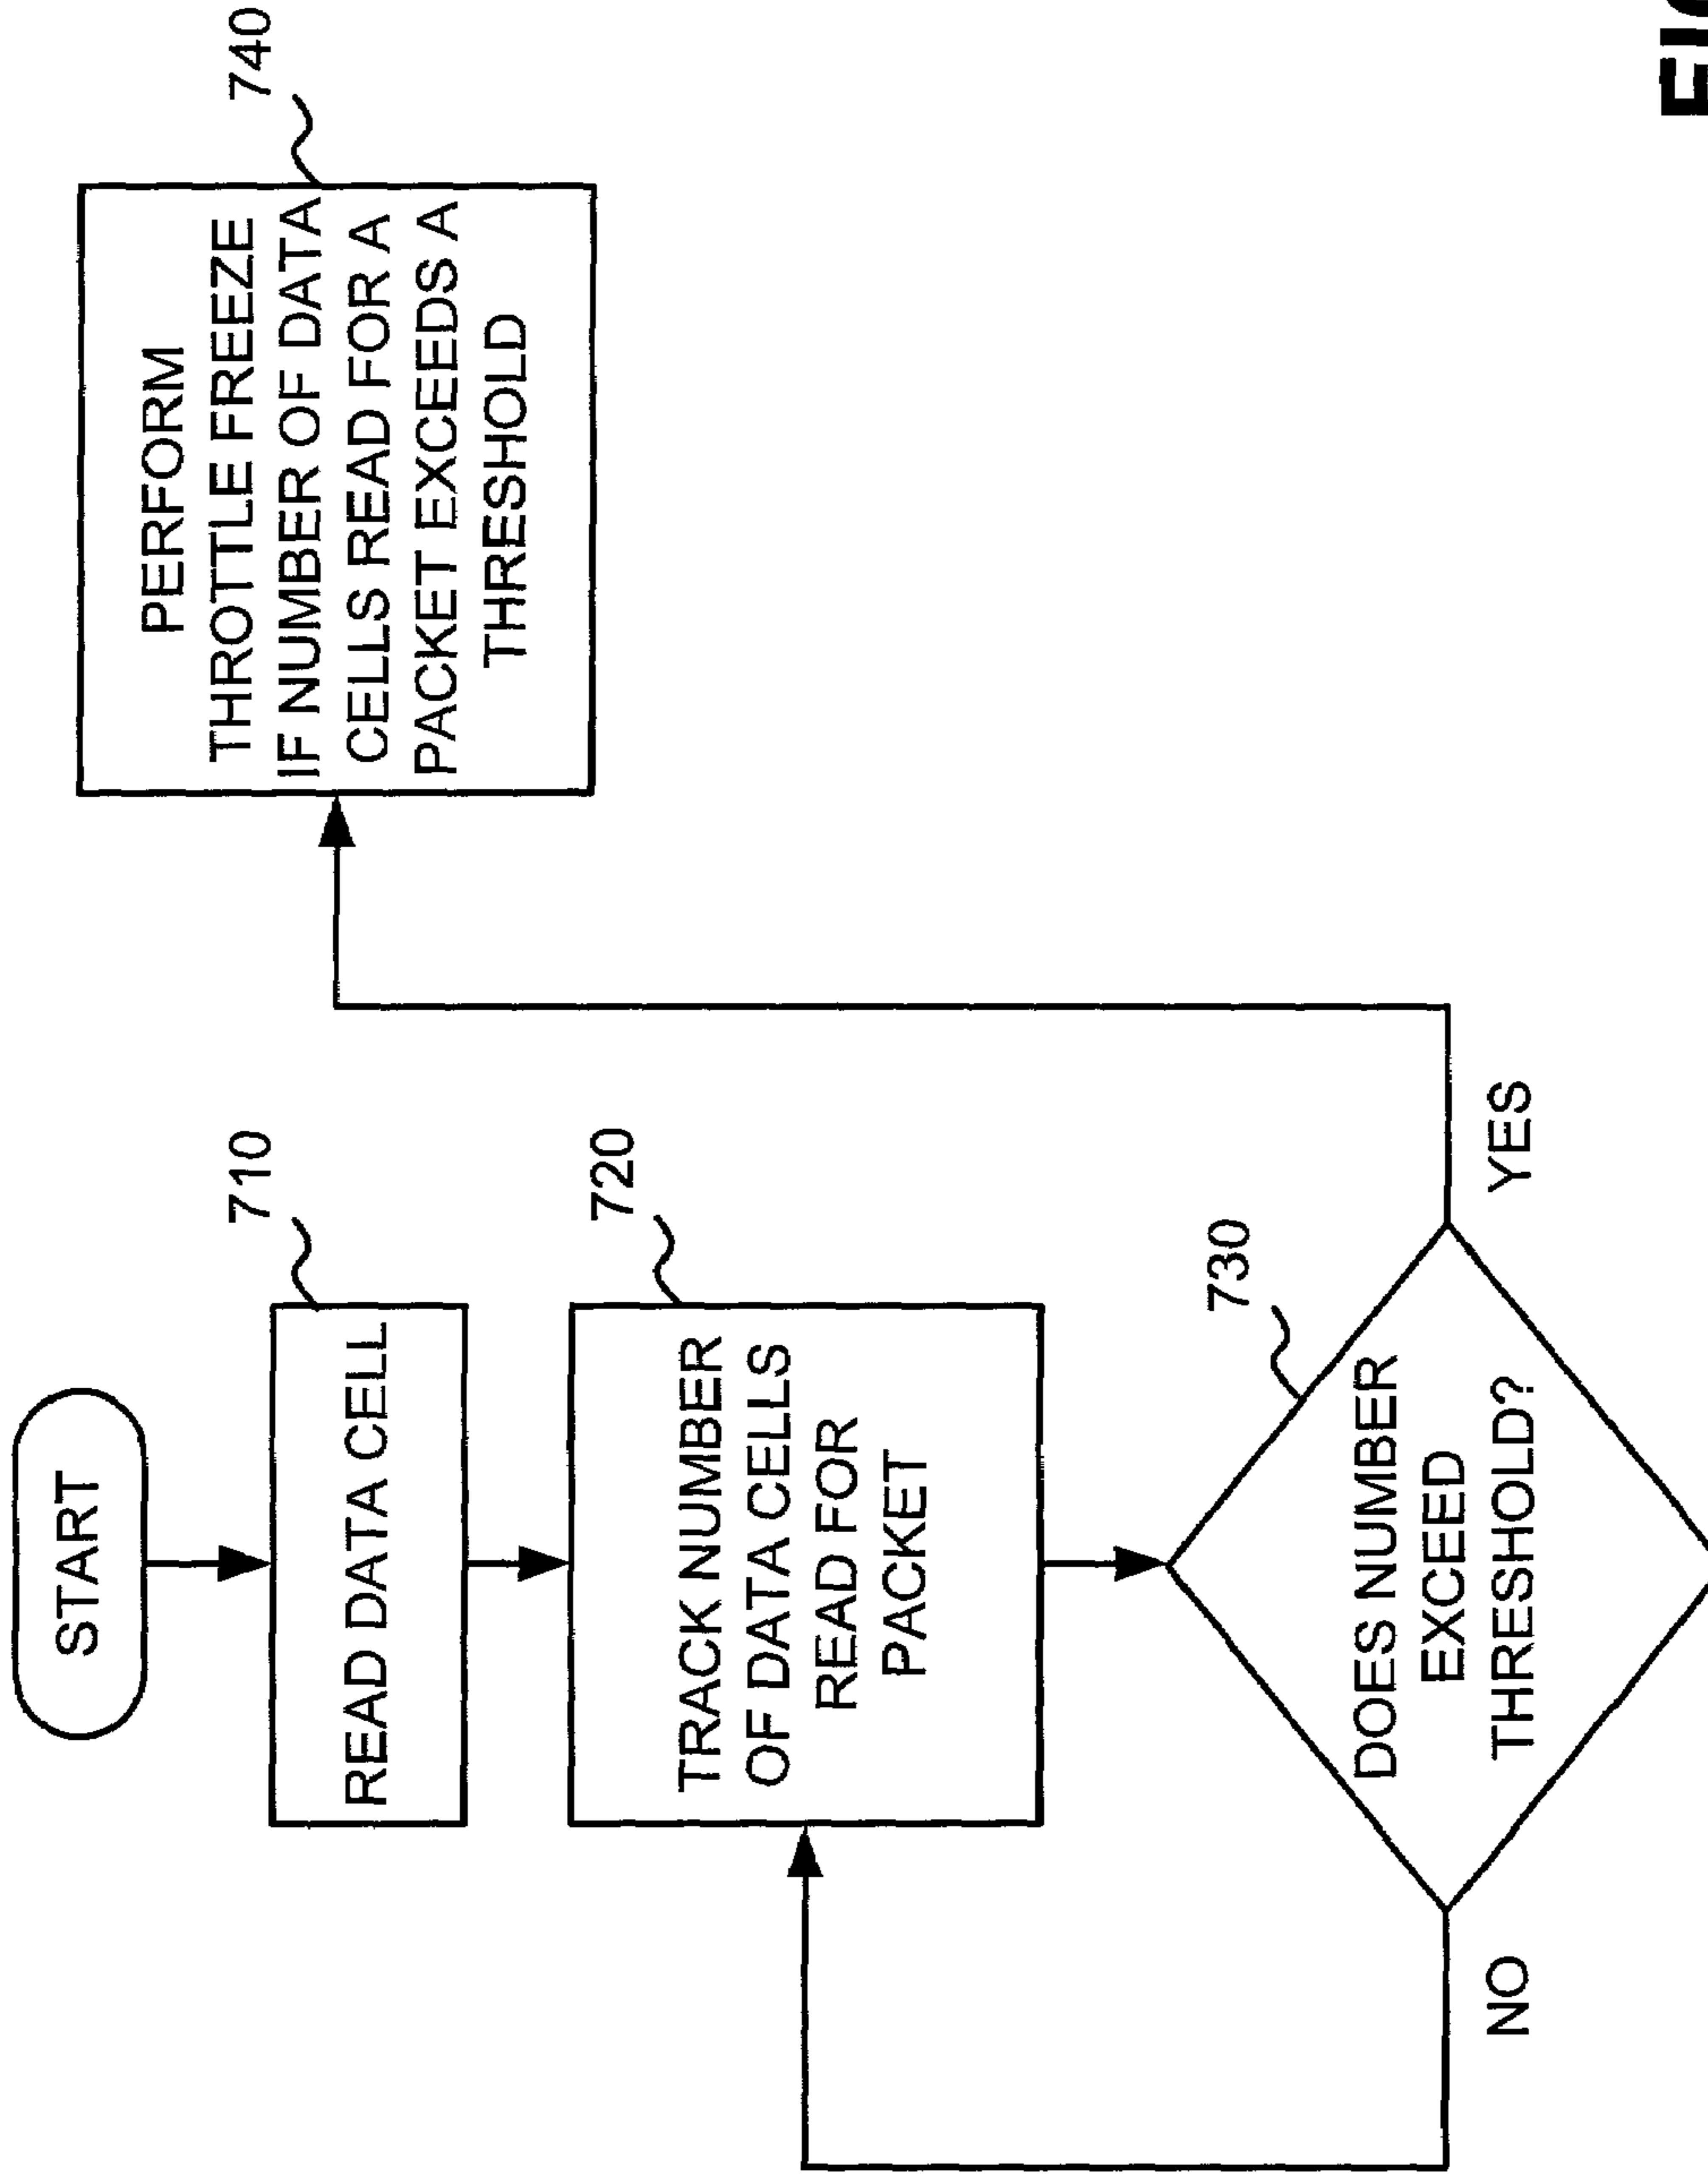 START
710
READ DATA CELL
720
TRACK NUMBER
OF DATA CELLS
READ FOR
PACKET
730
DOES NUMBER
EXCEED
THRESHOLD?
NO
YES
740
PERFORM
THROTTLE FREEZE
IF NUMBER OF DATA
CELLS READ FOR A
PACKET EXCEEDS A
THRESHOLD